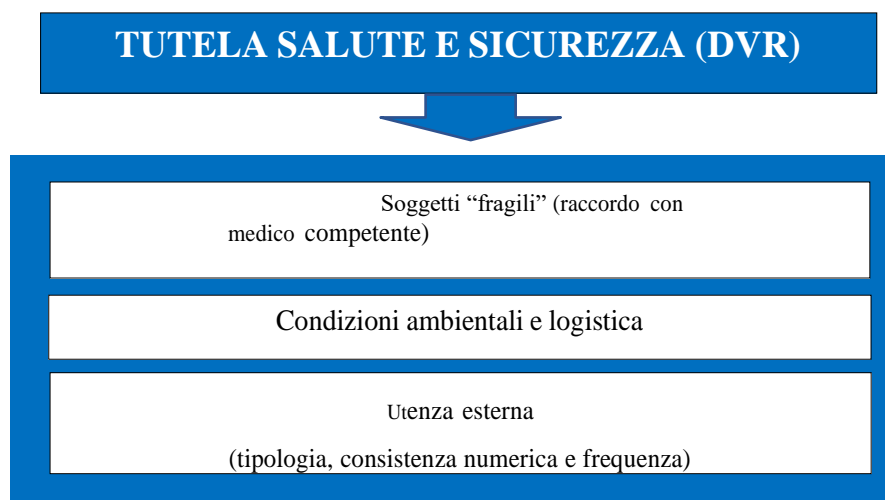 TUTELA SALUTE E SICUREZZA (DVR)
Soggetti “fragili” (raccordo con
medico competente)
Condizioni ambientali e logistica
Utenza esterna
(tipologia, consistenza numerica e frequenza)